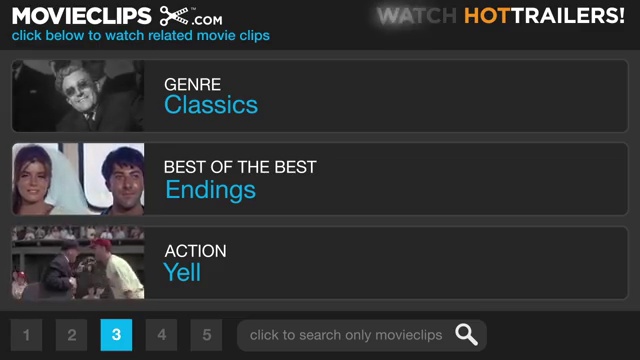 MOVIECLIPS .COM
WATCH HOTTRAILERS!
click below to watch related movie clips
GENRE
Classics
BEST OF THE BEST
Endings
ACTION
Yell
1 2 3 4 5
click to search only movieclips